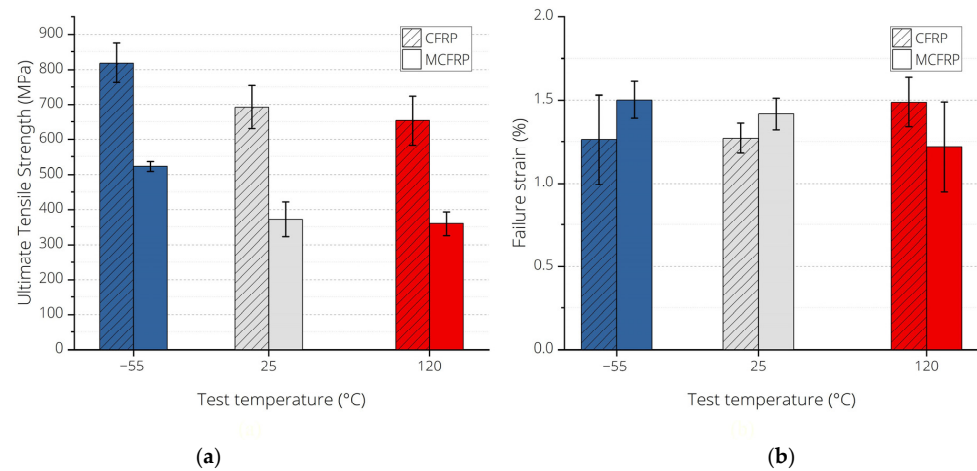 900
800
700
600
500
400
300
200
100
0
Ultimate Tensile Strength (MPa)
CFRP
MCFRP
−55
25
120
Test temperature (°C)
(a)
2.0
1.5
1.0
0.5
0.0
Failure strain (%)
CFRP
MCFRP
−55
25
120
Test temperature (°C)
(b)